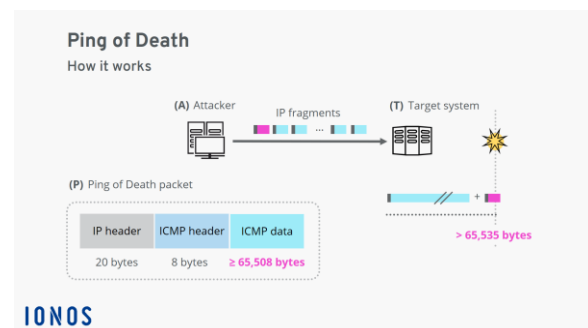 Ping of Death
How it works
(A) Attacker
IP fragments
(T) Target system
...
(P) Ping of Death packet
+
IP header
ICMP header
ICMP data
> 65,535 bytes
20 bytes
8 bytes
≥ 65,508 bytes
IONOS